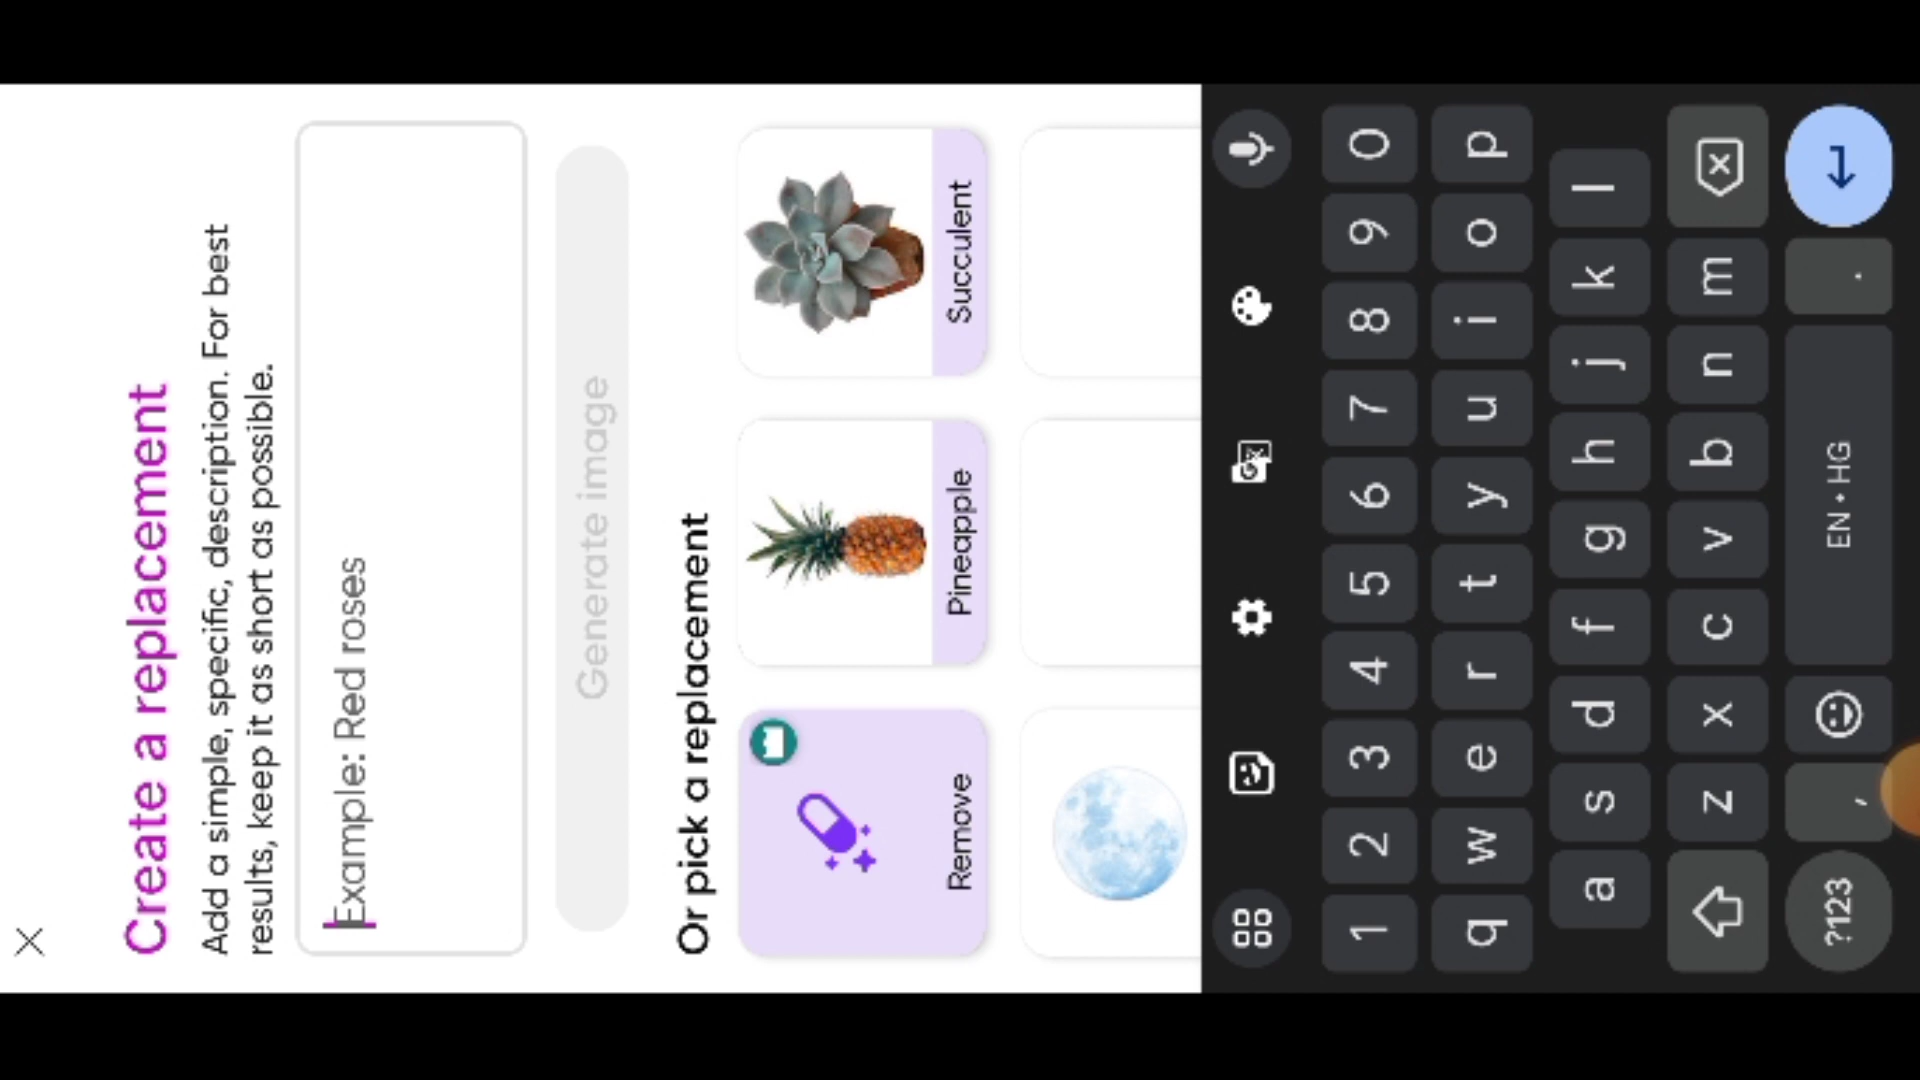 Create a replacement
Add a simple, specific, description. For best
results, keep it as short as possible.
Example: Red roses
Generate image
Or pick a replacement
Remove
Pineapple
Succulent
1 2 3 4 5 6 7 8 9 0
q w e r t y u i o p
a s d f g h j k l
z x c v b n m
?123 , EN • HG .